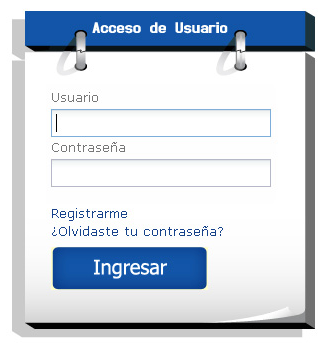 Acceso de Usuario
Usuario
Contraseña
Registrarme
¿Olvidaste tu contraseña?
Ingresar